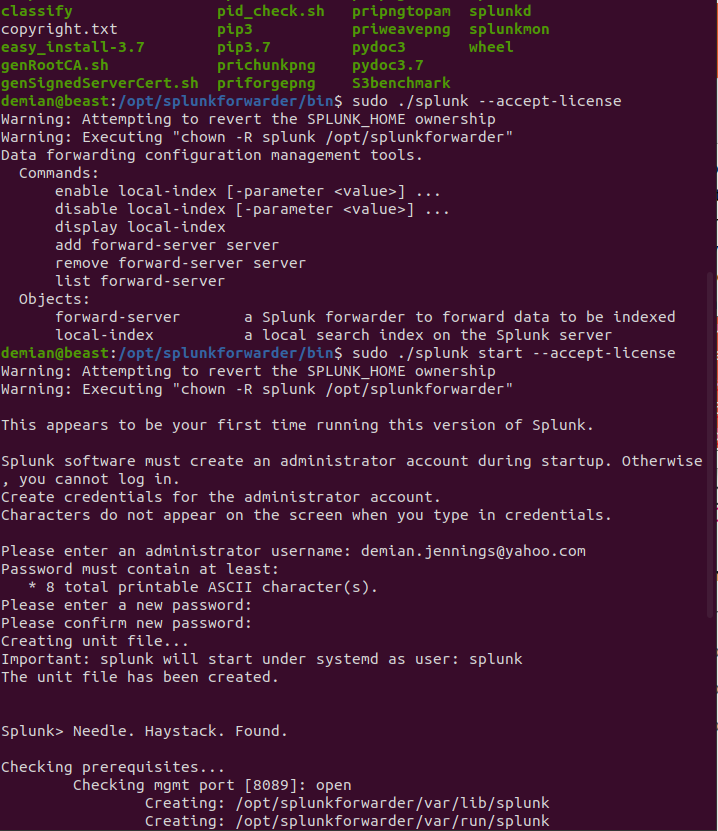 classify pid_check.sh pripngtopam splunkd
copyright.txt pip3 priweavepng splunkmon
easy_install-3.7 pip3.7 pydoc3 wheel
genRootCA.sh prichunkpng pydoc3.7
genSignedServerCert.sh priforgepng S3benchmark
demian@beast:/opt/splunkforwarder/bin$ sudo ./splunk --accept-license
Warning: Attempting to revert the SPLUNK_HOME ownership
Warning: Executing "chown -R splunk /opt/splunkforwarder"
Data forwarding configuration management tools.
  Commands:
      enable local-index [-parameter <value>] ...
      disable local-index [-parameter <value>] ...
      display local-index
      add forward-server server
      remove forward-server server
      list forward-server
  Objects:
      forward-server       a Splunk forwarder to forward data to be indexed
      local-index          a local search index on the Splunk server
demian@beast:/opt/splunkforwarder/bin$ sudo ./splunk start --accept-license
Warning: Attempting to revert the SPLUNK_HOME ownership
Warning: Executing "chown -R splunk /opt/splunkforwarder"
This appears to be your first time running this version of Splunk.
Splunk software must create an administrator account during startup. Otherwise
, you cannot log in.
Create credentials for the administrator account.
Characters do not appear on the screen when you type in credentials.
Please enter an administrator username: demian.jennings@yahoo.com
Password must contain at least:
   * 8 total printable ASCII character(s).
Please enter a new password:
Please confirm new password:
Creating unit file...
Important: splunk will start under systemd as user: splunk
The unit file has been created.
Splunk> Needle. Haystack. Found.
Checking prerequisites...
        Checking mgmt port [8089]: open
                Creating: /opt/splunkforwarder/var/lib/splunk
                Creating: /opt/splunkforwarder/var/run/splunk